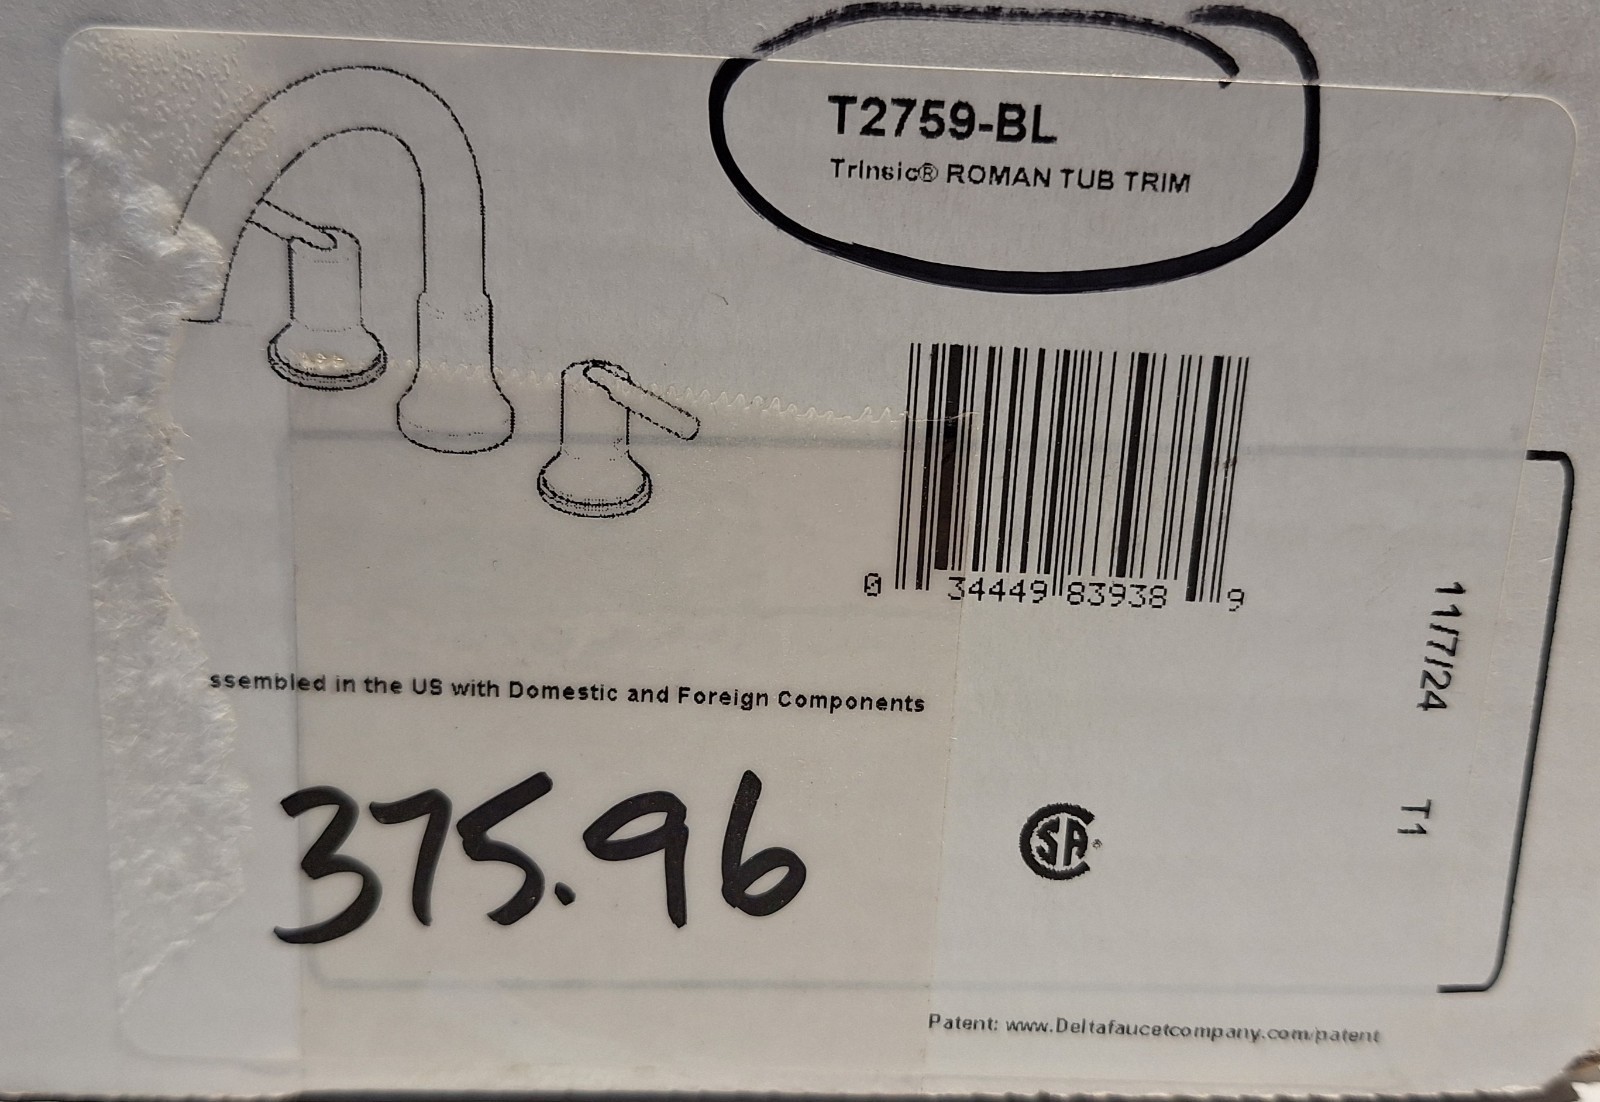 T2759-BL
Trinsic® ROMAN TUB TRIM
0 34449 83938 9
ssembled in the US with Domestic and Foreign Components
375.96
11/7/24 T1
CSA
Patent: www.Deltafaucetcompany.com/patent